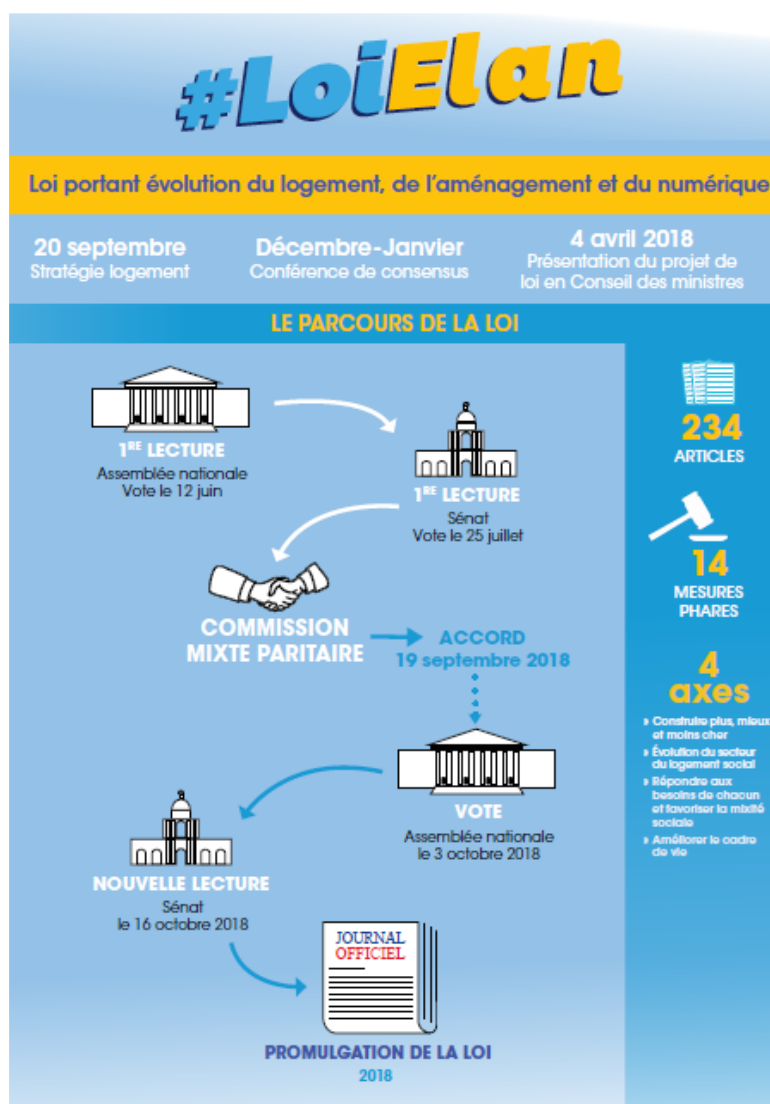 #LoiElan
Loi portant évolution du logement, de l'aménagement et du numérique
20 septembre
Stratégie logement
Décembre-Janvier
Conférence de consensus
4 avril 2018
Présentation du projet de
loi en Conseil des ministres
LE PARCOURS DE LA LOI
1RE LECTURE
Assemblée nationale
Vote le 12 juin
1RE LECTURE
Sénat
Vote le 25 juillet
COMMISSION
MIXTE PARITAIRE
ACCORD
19 septembre 2018
VOTE
Assemblée nationale
le 3 octobre 2018
NOUVELLE LECTURE
Sénat
le 16 octobre 2018
JOURNAL
OFFICIEL
PROMULGATION DE LA LOI
2018
234
ARTICLES
14
MESURES
PHARES
4
axes
» Construire plus, mieux
et moins cher
» Évolution du secteur
du logement social
» Répondre aux
besoins de chacun
et favoriser la mixité
sociale
» Améliorer le cadre
de vie